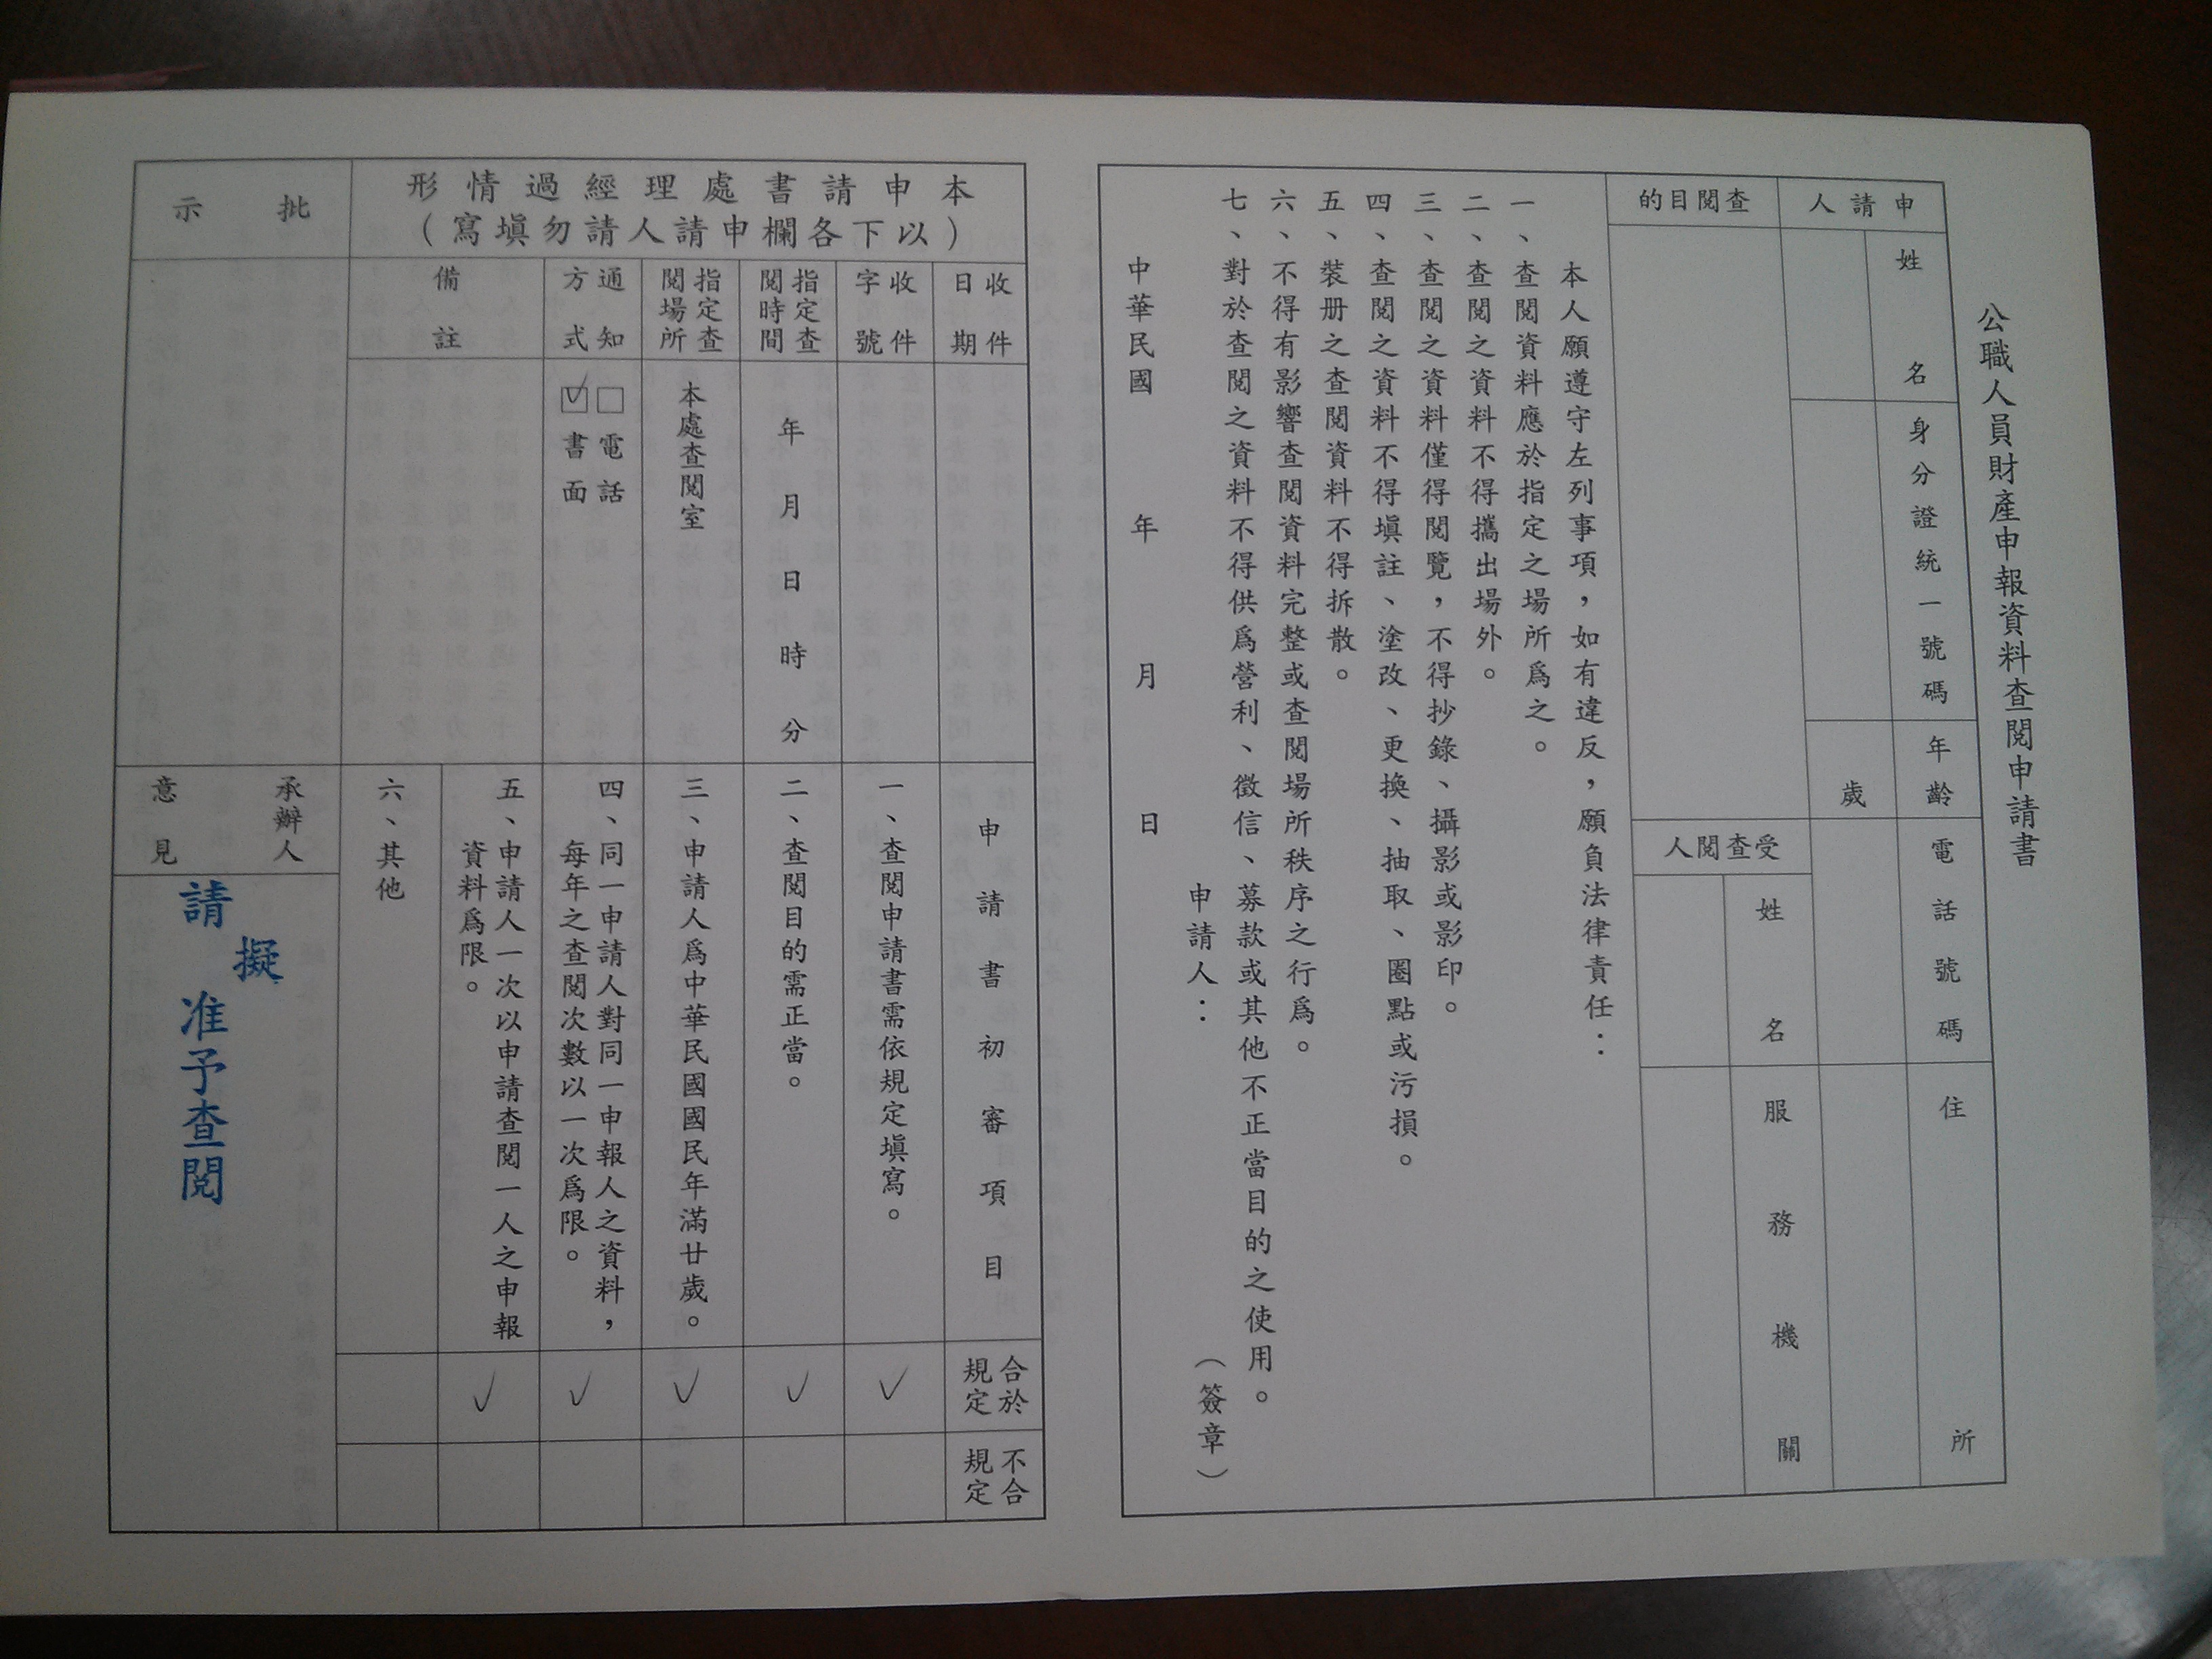 公職人員財產申報資料查閱申請書
申請人
姓名
身分證統一號碼
年齡
電話號碼
住所
歲
查閱目的
受查閱人
姓名
服務機關
本人願遵守左列事項，如有違反，願負法律責任：
一、查閱資料應於指定之場所爲之。
二、查閱之資料不得攜出場外。
三、查閱之資料僅得閱覽，不得抄錄、攝影或影印。
四、查閱之資料不得填註、塗改、更換、抽取、圈點或污損。
五、裝册之查閱資料不得拆散。
六、不得有影響查閱資料完整或查閱場所秩序之行爲。
七、對於查閱之資料不得供爲營利、徵信、募款或其他不正當目的之使用。
申請人：（簽章）
中華民國 年 月 日
本申請書處理經過情形
（以下各欄申請人請勿填寫）
收件
日期
收件
字號
指定查
閱時間
年 月 日 時 分
指定查
閱場所
本處查閱室
通知
方式
□電話
☑書面
備註
申請書初審項目
合於
規定
不合
規定
一、查閱申請書需依規定填寫。
✓
二、查閱目的需正當。
✓
三、申請人爲中華民國國民年滿廿歲。
✓
四、同一申請人對同一申報人之資料，
每年之查閱次數以一次爲限。
✓
五、申請人一次以申請查閱一人之申報
資料爲限。
✓
六、其他
批示
承辦人
意見
擬
請准予查閱